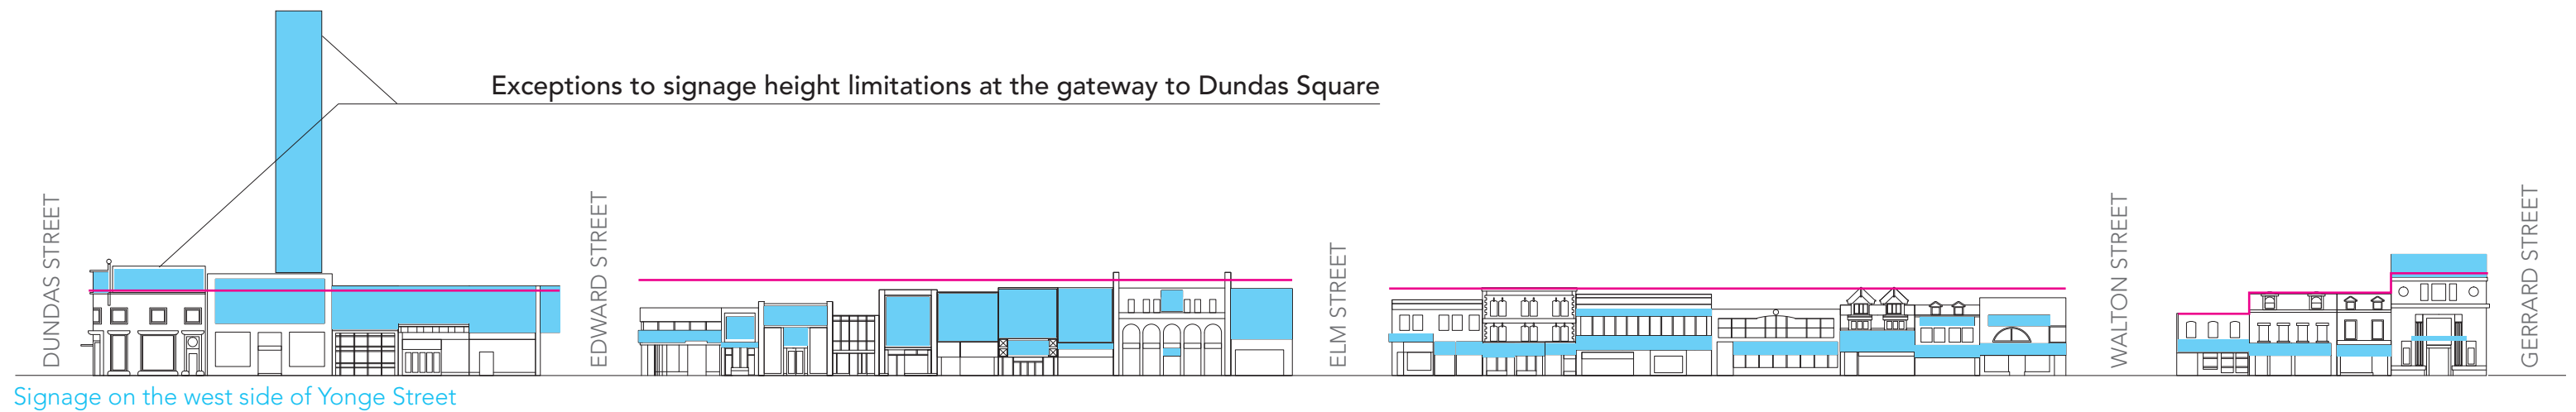 Exceptions to signage height limitations at the gateway to Dundas Square
DUNDAS STREET
EDWARD STREET
ELM STREET
WALTON STREET
GERRARD STREET
Signage on the west side of Yonge Street